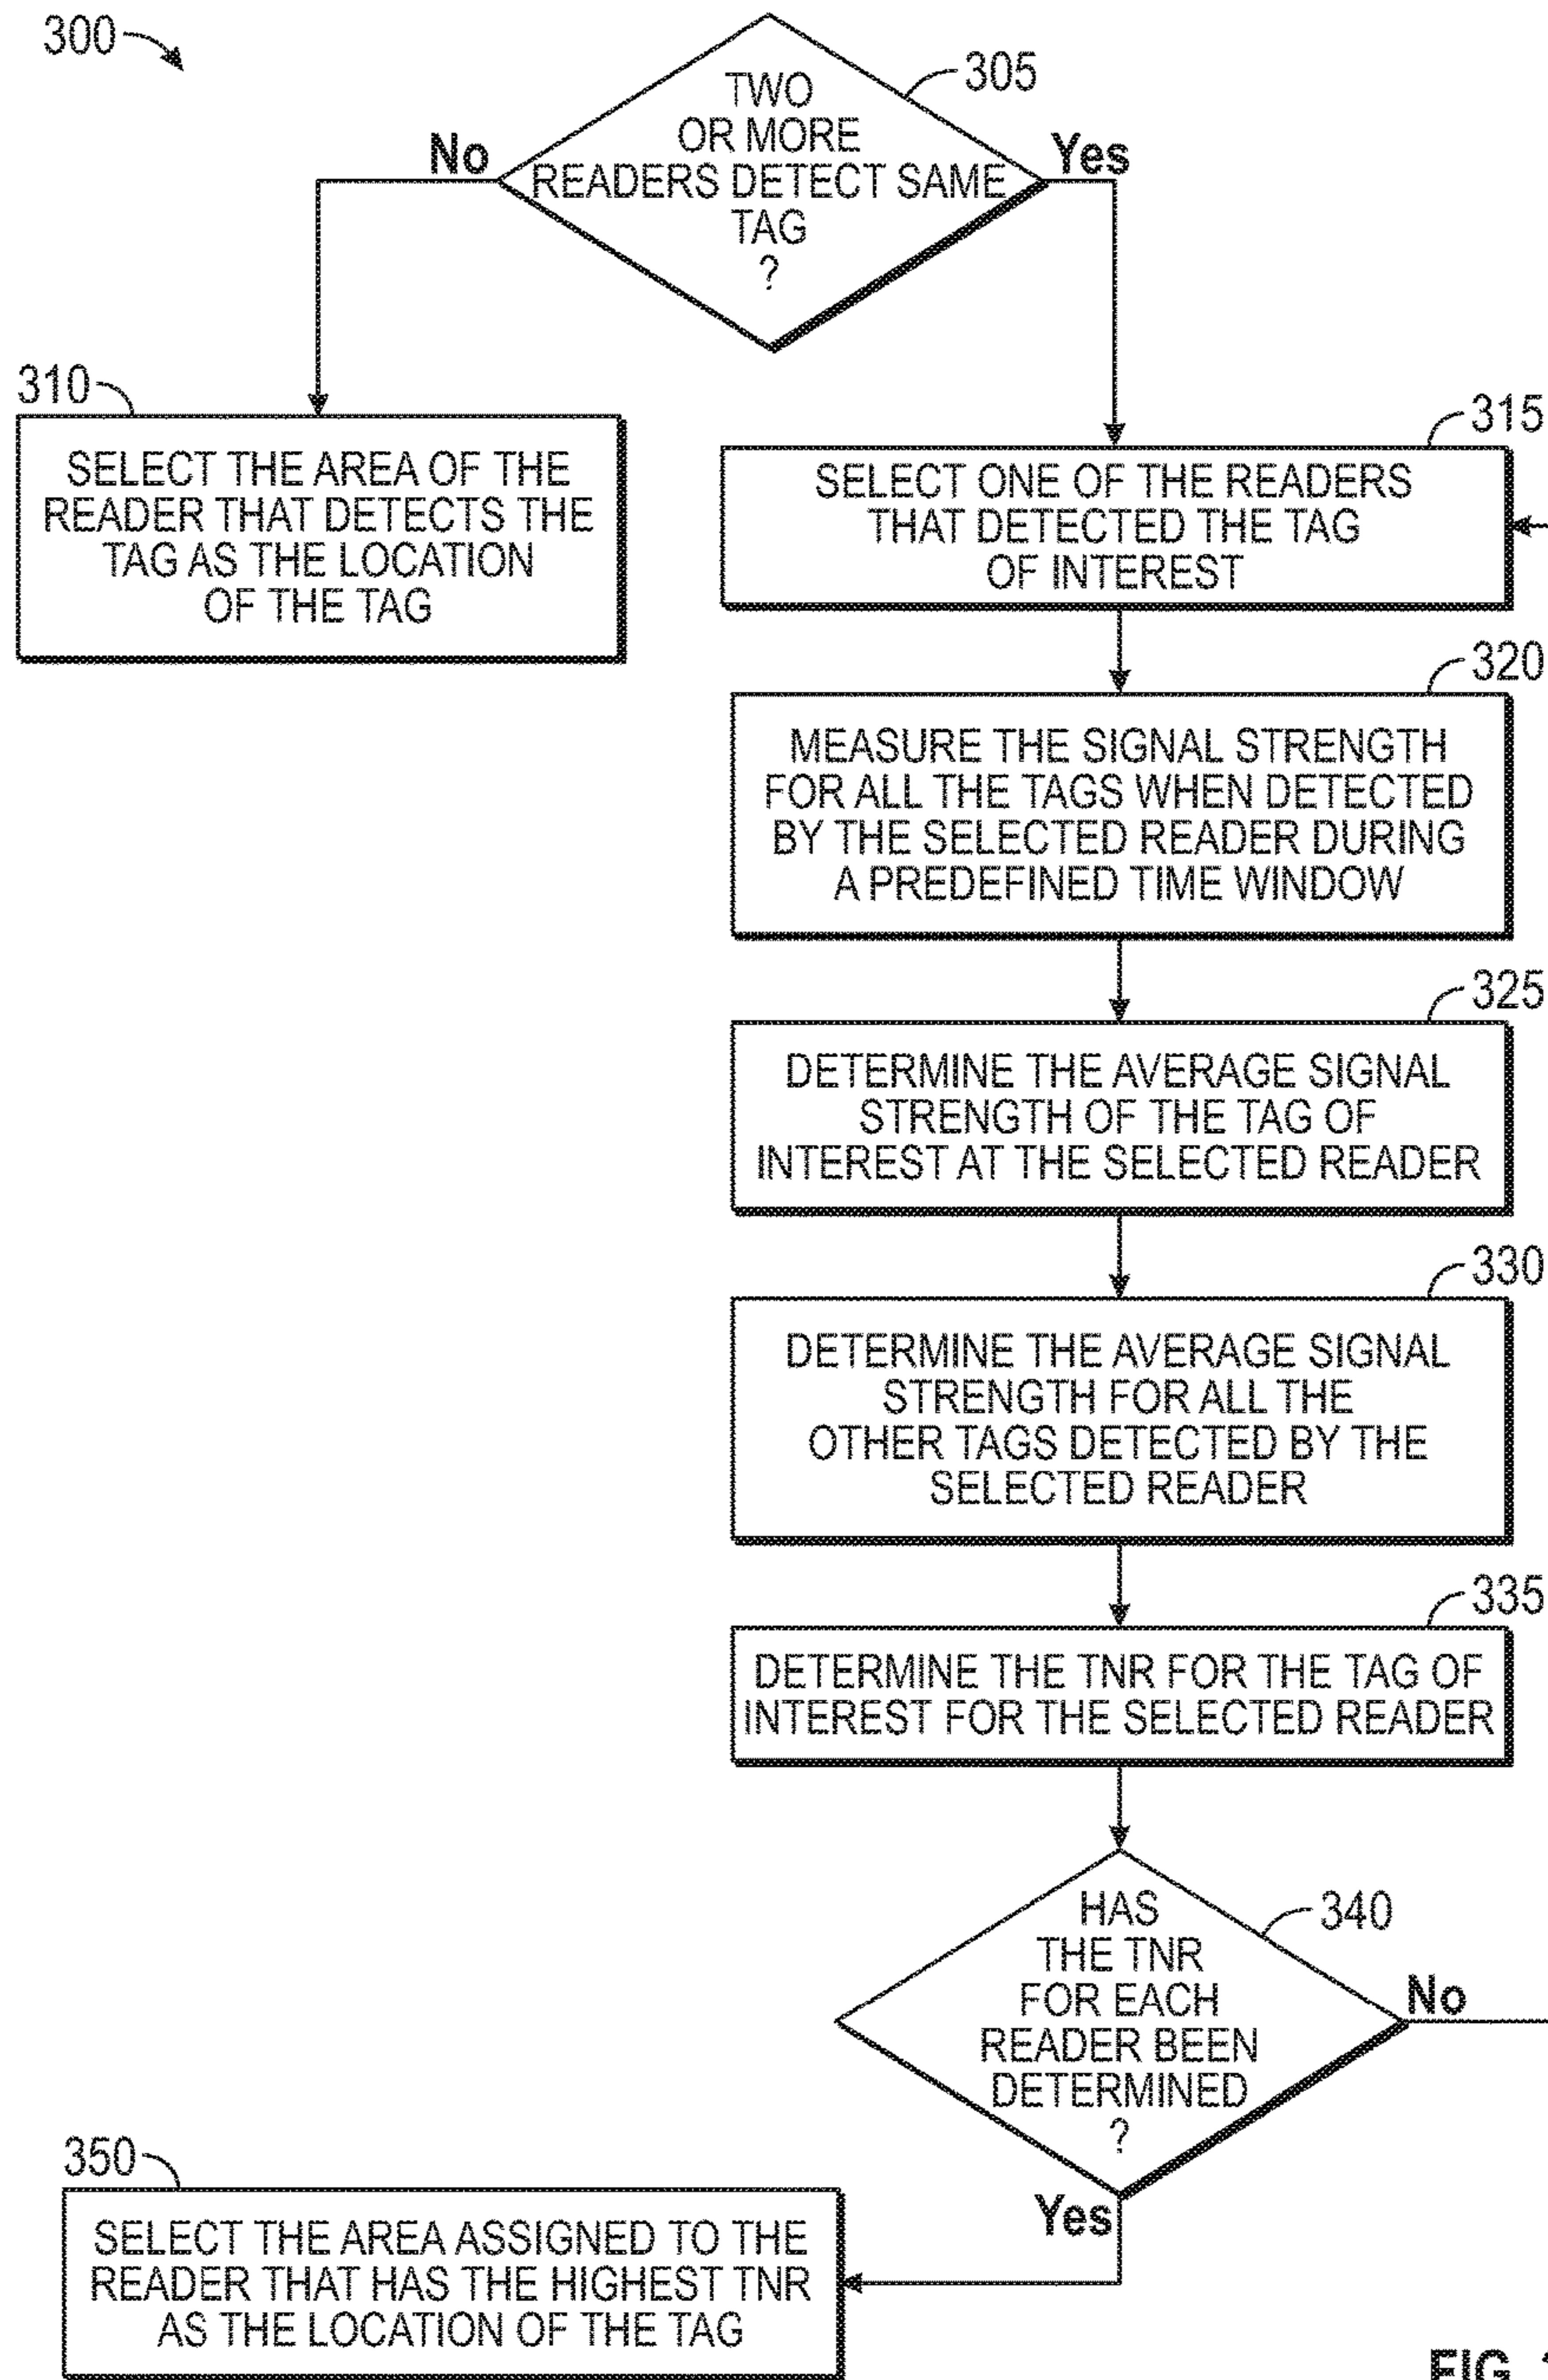 300
TWO
OR MORE
READERS DETECT SAME
TAG
?
305
No
Yes
310
SELECT THE AREA OF THE
READER THAT DETECTS THE
TAG AS THE LOCATION
OF THE TAG
315
SELECT ONE OF THE READERS
THAT DETECTED THE TAG
OF INTEREST
320
MEASURE THE SIGNAL STRENGTH
FOR ALL THE TAGS WHEN DETECTED
BY THE SELECTED READER DURING
A PREDEFINED TIME WINDOW
325
DETERMINE THE AVERAGE SIGNAL
STRENGTH OF THE TAG OF
INTEREST AT THE SELECTED READER
330
DETERMINE THE AVERAGE SIGNAL
STRENGTH FOR ALL THE
OTHER TAGS DETECTED BY THE
SELECTED READER
335
DETERMINE THE TNR FOR THE TAG OF
INTEREST FOR THE SELECTED READER
340
HAS
THE TNR
FOR EACH
READER BEEN
DETERMINED
?
No
Yes
350
SELECT THE AREA ASSIGNED TO THE
READER THAT HAS THE HIGHEST TNR
AS THE LOCATION OF THE TAG
FIG.